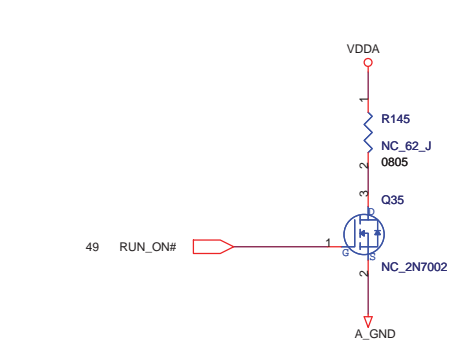 VDDA
1
R145
NC_62_J
2
0805
3
Q35
D
49 RUN_ON#
1
G
S
NC_2N7002
2
A_GND